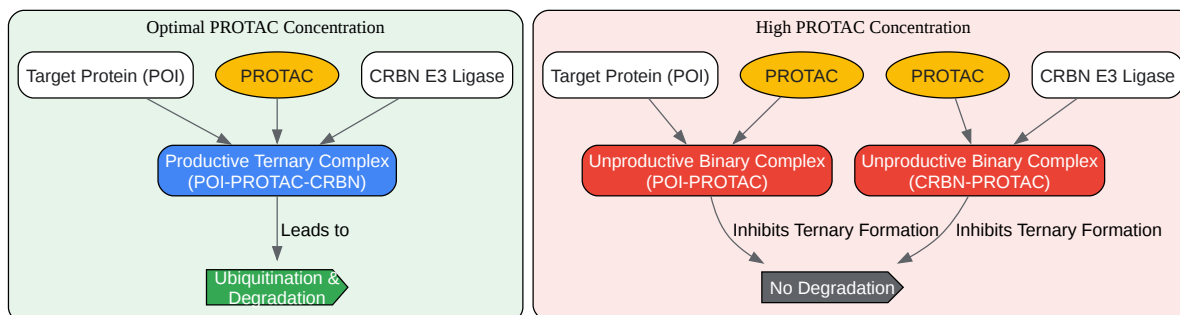 Optimal PROTAC Concentration
Target Protein (POI)
PROTAC
CRBN E3 Ligase
Productive Ternary Complex
(POI-PROTAC-CRBN)
Leads to
Ubiquitination &
Degradation
High PROTAC Concentration
Target Protein (POI)
PROTAC
PROTAC
CRBN E3 Ligase
Unproductive Binary Complex
(POI-PROTAC)
Unproductive Binary Complex
(CRBN-PROTAC)
Inhibits Ternary Formation
Inhibits Ternary Formation
No Degradation